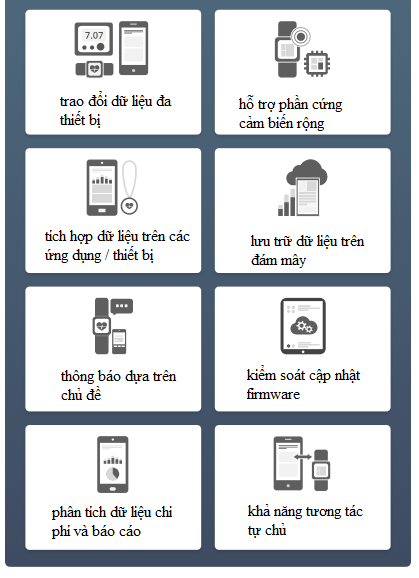 7.07
trao đổi dữ liệu đa
thiết bị
hỗ trợ phần cứng
cảm biến rộng
tích hợp dữ liệu trên các
ứng dụng / thiết bị
lưu trữ dữ liệu trên
đám mây
thông báo dựa trên
chủ đề
kiểm soát cập nhật
firmware
phân tích dữ liệu chi
phí và báo cáo
khả năng tương tác
tự chủ